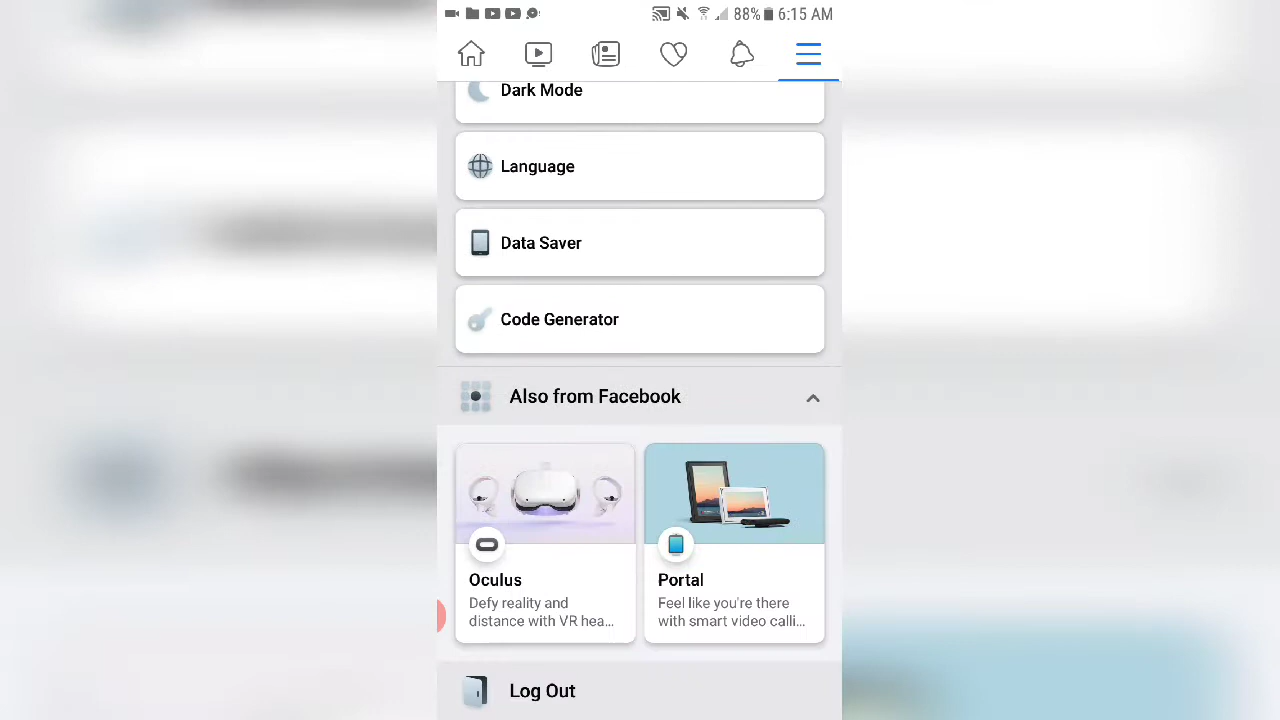 88% 6:15 AM
Dark Mode
Language
Data Saver
Code Generator
Also from Facebook
Oculus
Defy reality and
distance with VR hea...
Portal
Feel like you're there
with smart video calli...
Log Out